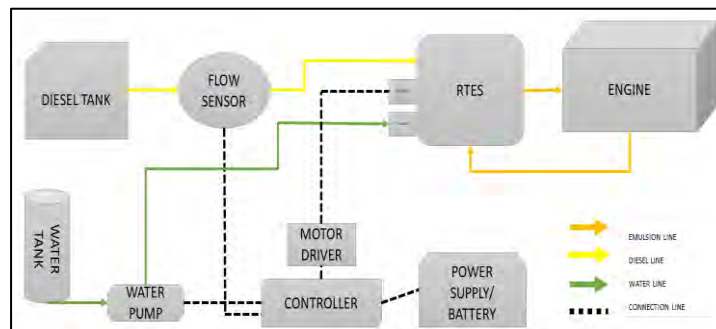 DIESEL TANK
FLOW
SENSOR
RTES
ENGINE
WATER
TANK
WATER
PUMP
MOTOR
DRIVER
CONTROLLER
POWER
SUPPLY/
BATTERY
EMULSION LINE
DIESEL LINE
WATER LINE
CONNECTION LINE